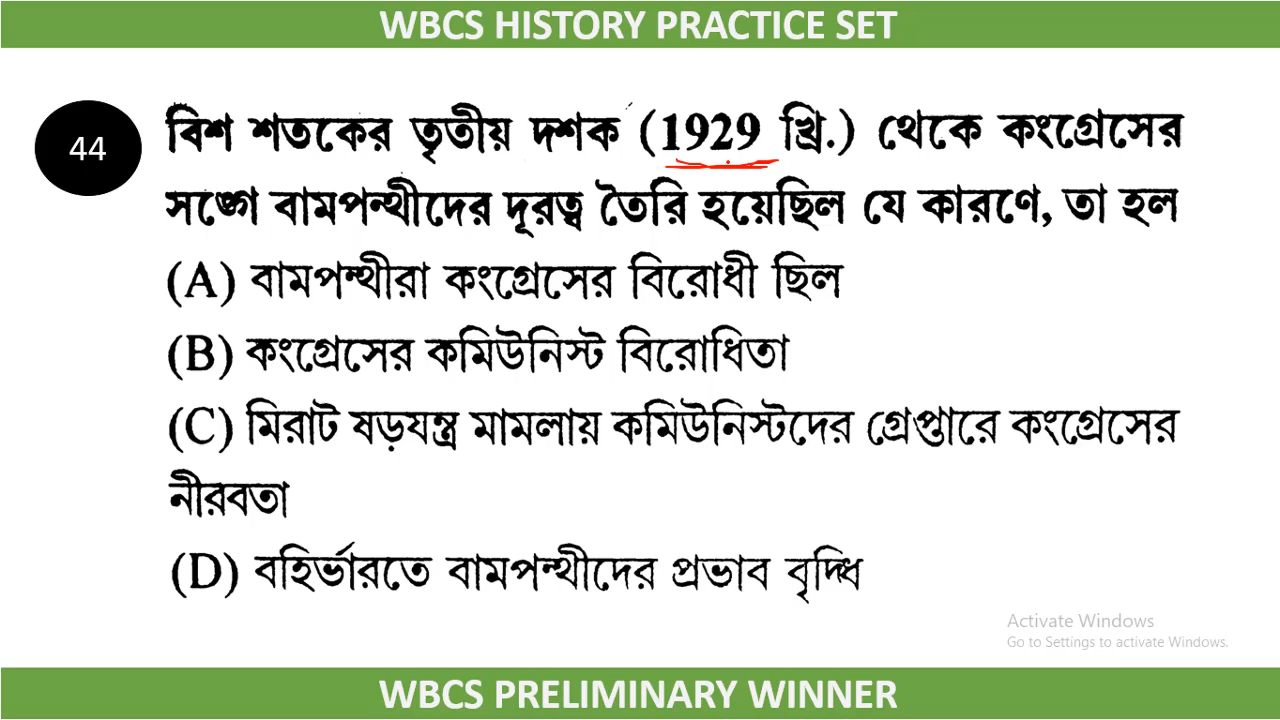 WBCS HISTORY PRACTICE SET
44
বিশ শতকের তৃতীয় দশক (1929 খ্রি.) থেকে কংগ্রেসের
সঙ্গে বামপন্থীদের দূরত্ব তৈরি হয়েছিল যে কারণে, তা হল
(A) বামপন্থীরা কংগ্রেসের বিরোধী ছিল
(B) কংগ্রেসের কমিউনিস্ট বিরোধিতা
(C) মিরাট ষড়যন্ত্র মামলায় কমিউনিস্টদের গ্রেপ্তারে কংগ্রেসের
নীরবতা
(D) বহির্ভারতে বামপন্থীদের প্রভাব বৃদ্ধি
Activate Windows
Go to Settings to activate Windows.
WBCS PRELIMINARY WINNER